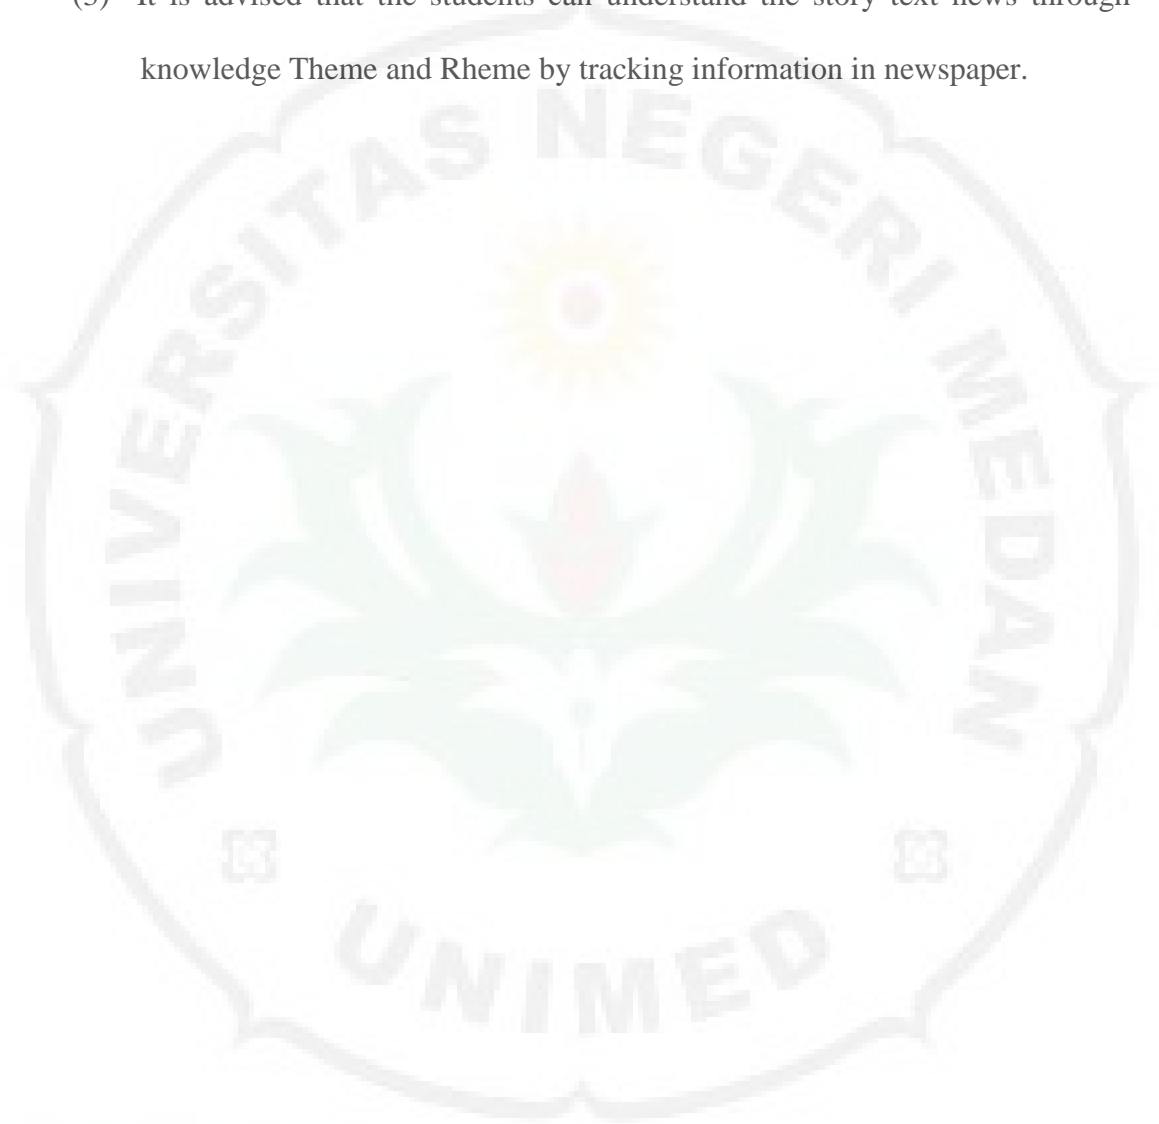 It is advised that the students can understand the story text news through
knowledge Theme and Rheme by tracking information in newspaper.
UNIVERSITAS NEGERI MEDAN
UNIMED